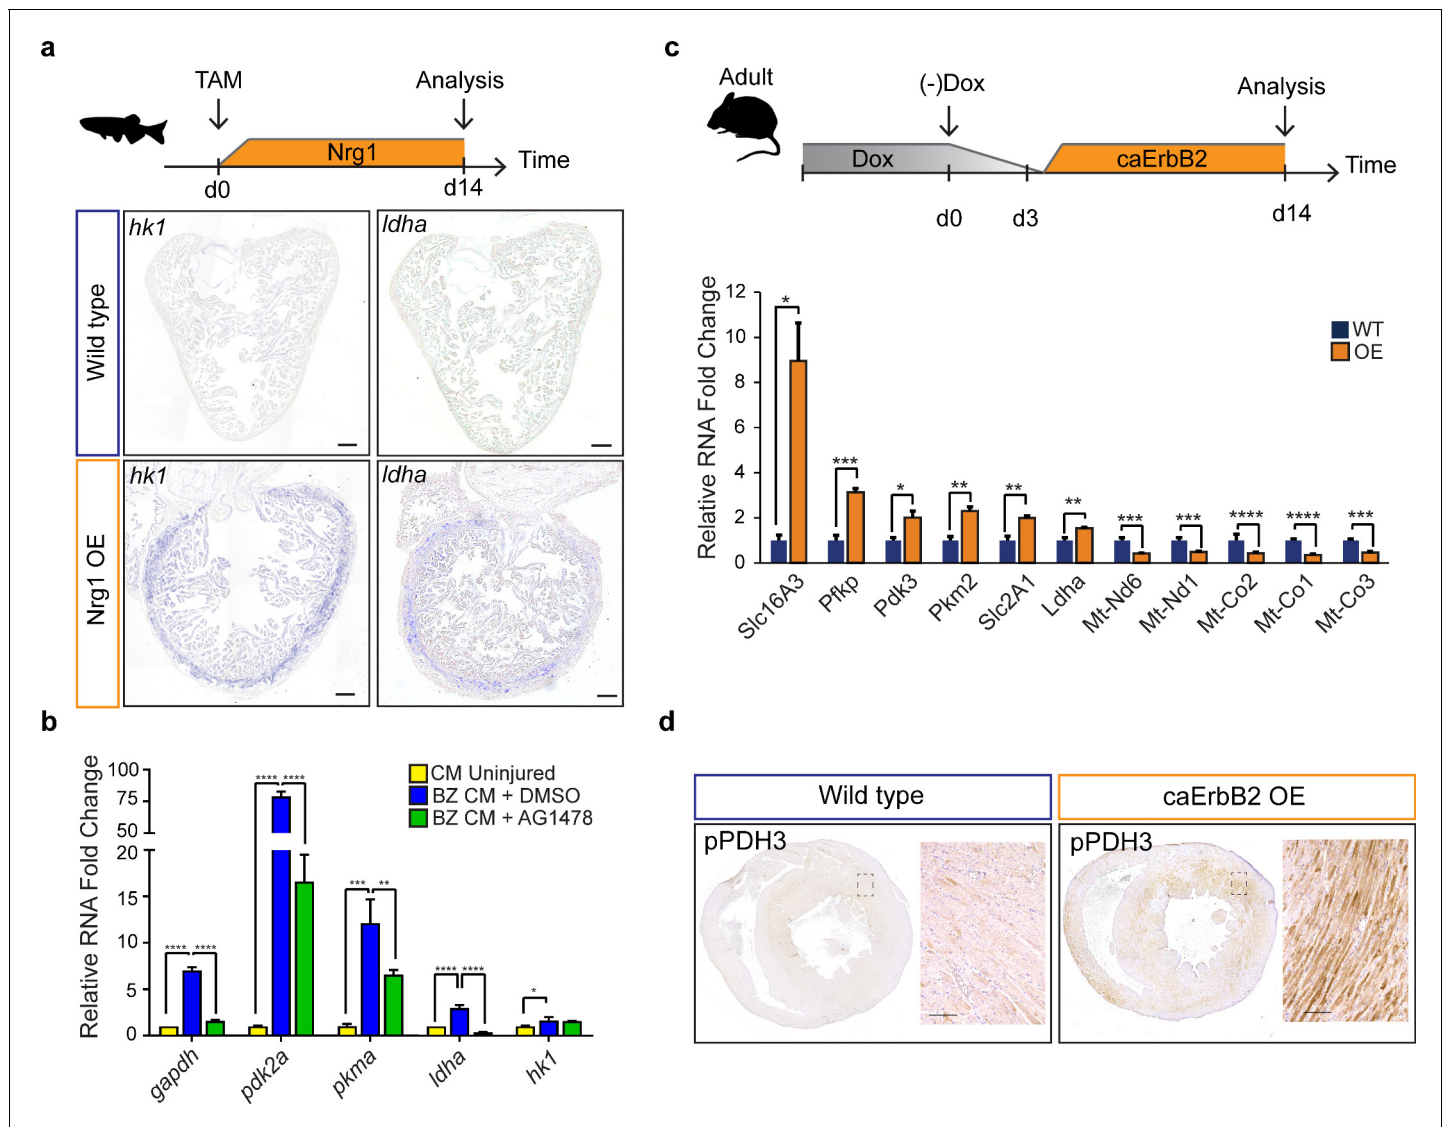 a
TAM
Analysis
Nrg1
Time
d0
d14
Wild type
hk1
ldha
Nrg1 OE
hk1
ldha
b
Relative RNA Fold Change
100
75
50
20
15
10
5
0
CM Uninjured
BZ CM + DMSO
BZ CM + AG1478
**** ****
**** ****
*** **
**** ****
*
gapdh
pdk2a
pkma
ldha
hk1
c
Adult
(-)Dox
Analysis
Dox
caErbB2
Time
d0
d3
d14
Relative RNA Fold Change
12
10
8
6
4
2
0
WT
OE
*
***
*
**
**
**
***
***
****
****
***
Slc16A3
Pfkp
Pdk3
Pkm2
Slc2A1
Ldha
Mt-Nd6
Mt-Nd1
Mt-Co2
Mt-Co1
Mt-Co3
d
Wild type
caErbB2 OE
pPDH3
pPDH3